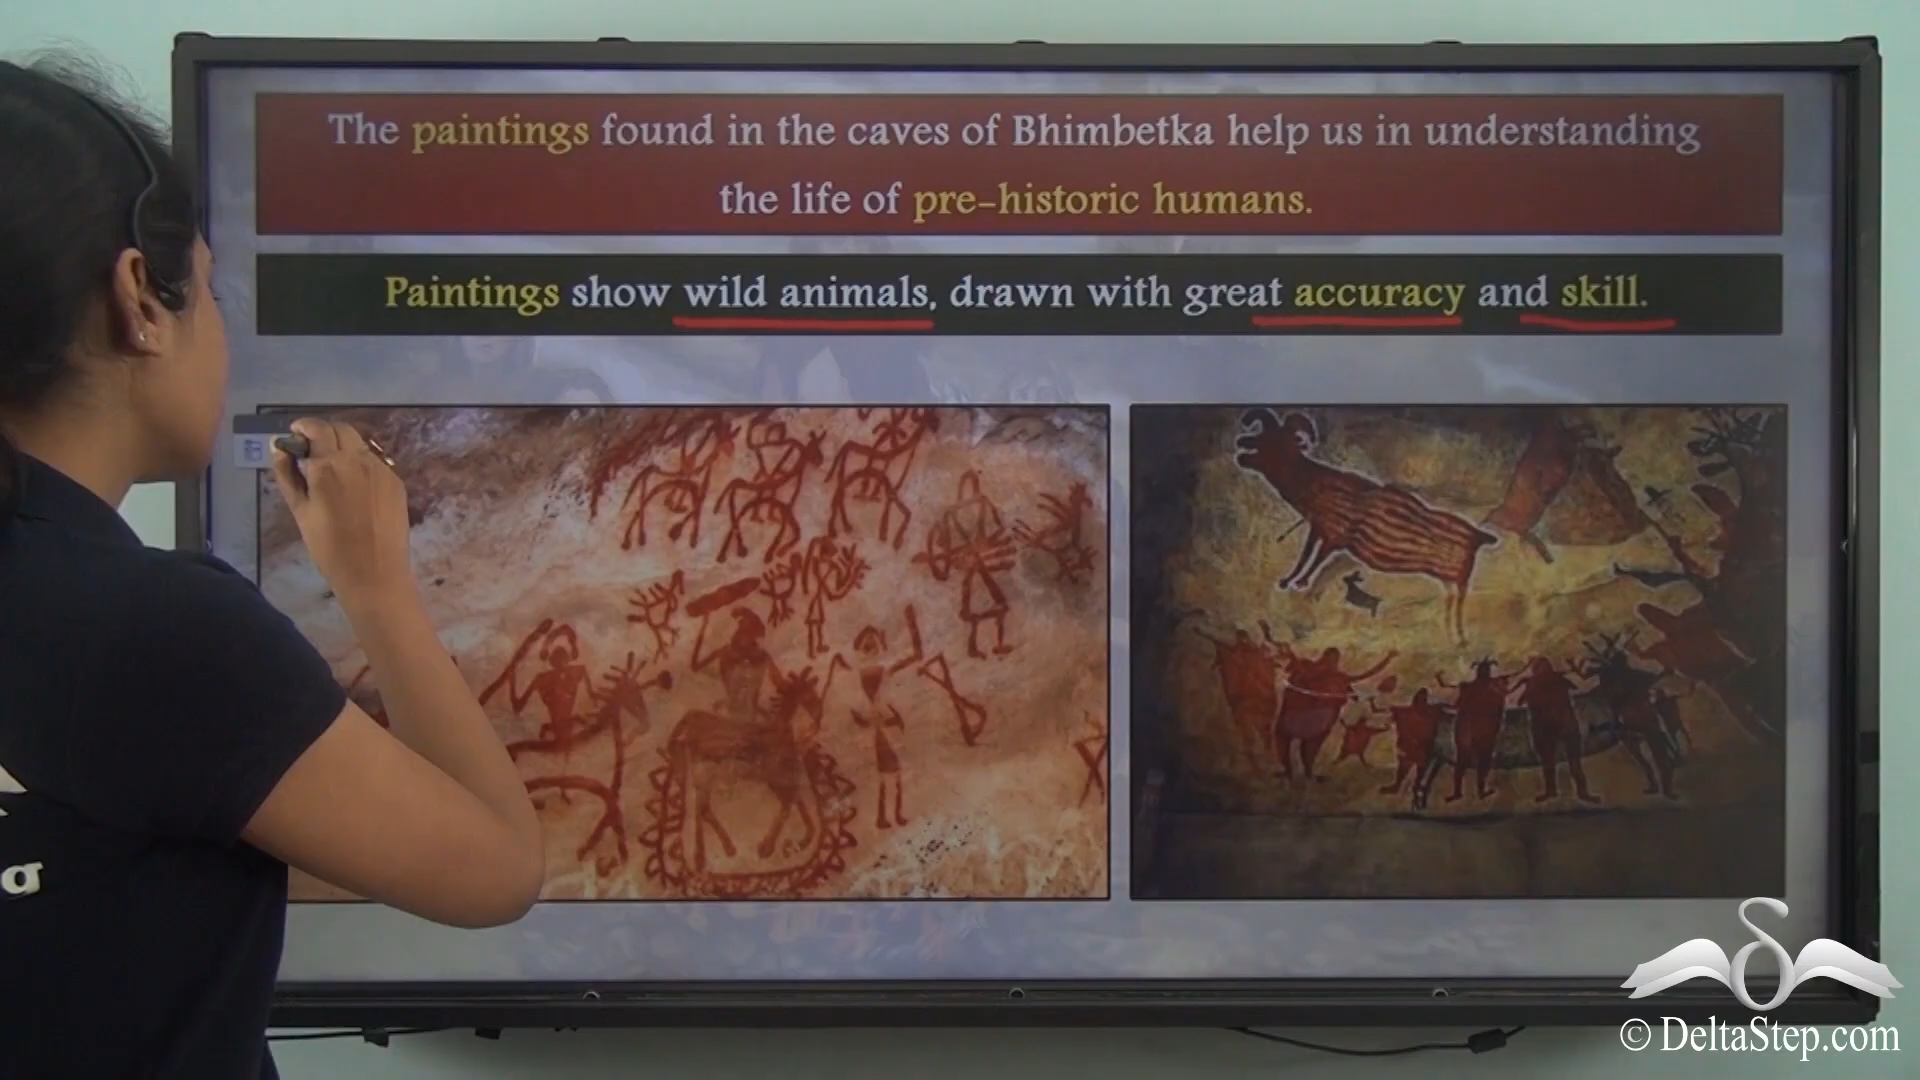 The paintings found in the caves of Bhimbetka help us in understanding
the life of pre-historic humans.
Paintings show wild animals, drawn with great accuracy and skill.
g
© DeltaStep.com